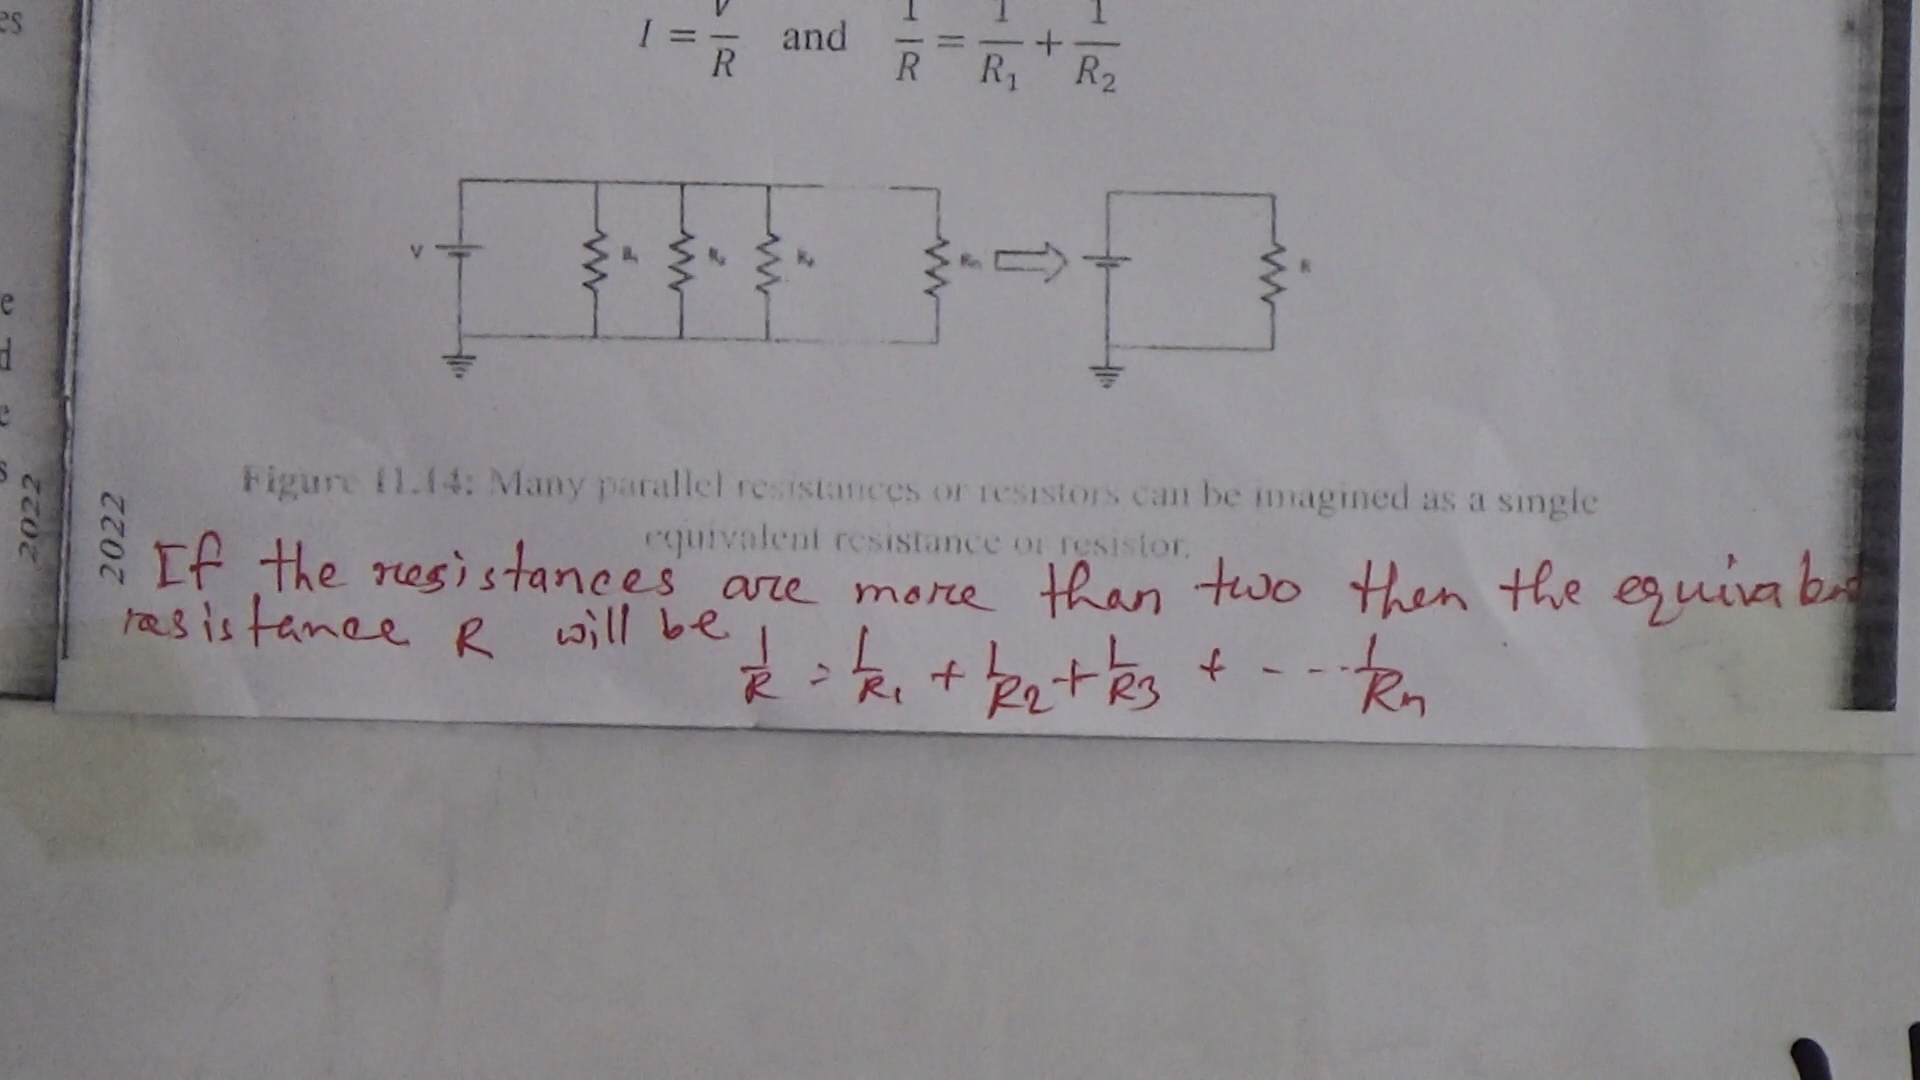 es
I = V/R and 1/R = 1/R₁ + 1/R₂
V
R
e
d
e
s
Figure 11.14: Many parallel resistances or resistors can be imagined as a single
equivalent resistance or resistor.
2022
2022
If the resistances are more than two then the equivalent
resistance R will be
1/R = 1/R₁ + 1/R2 + 1/R3 + - - - - 1/Rn